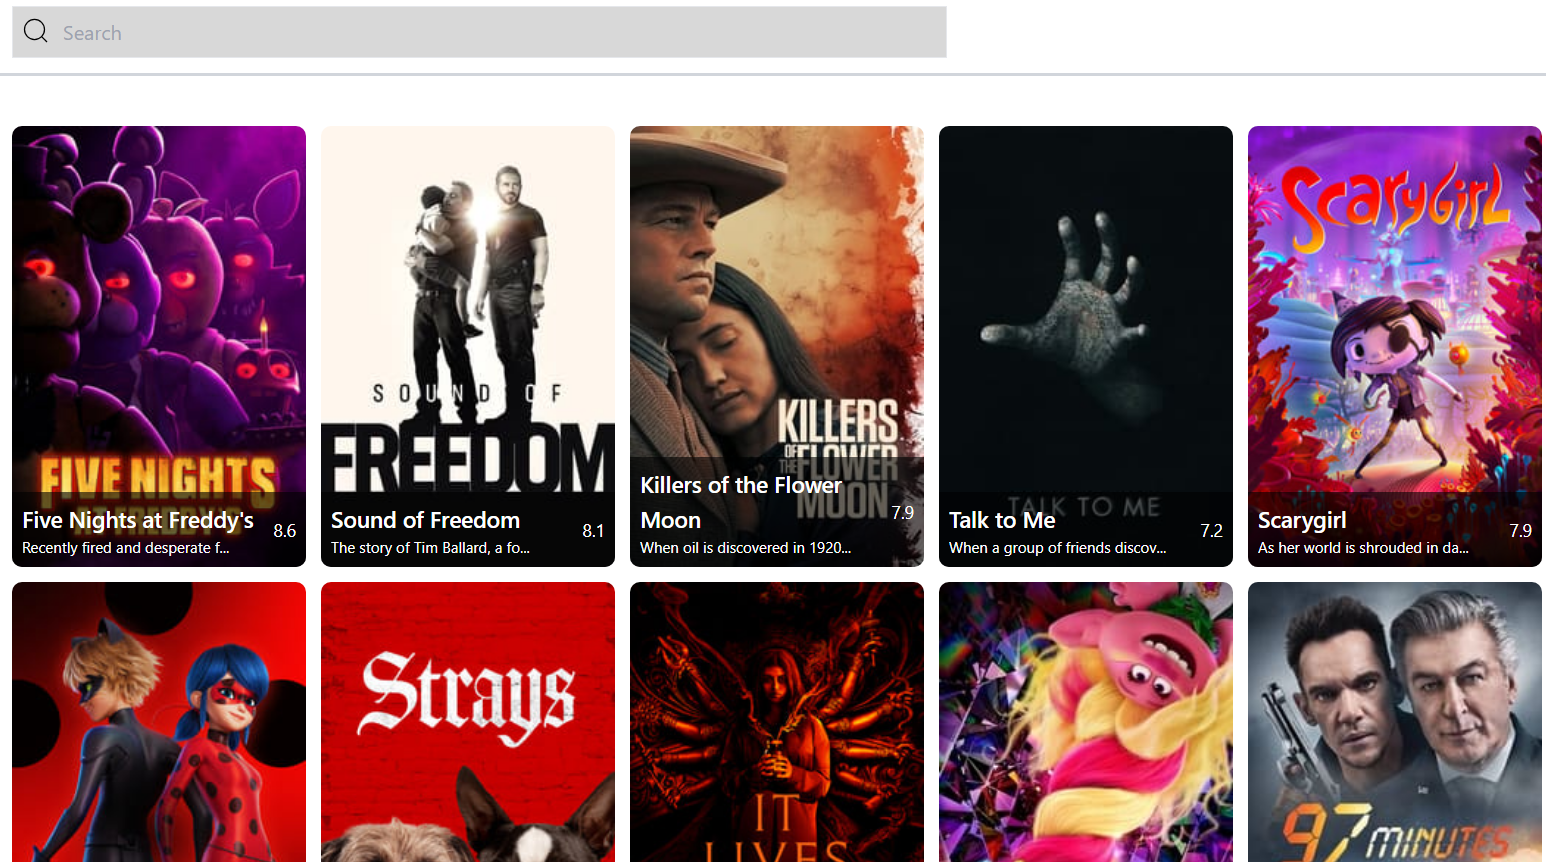 Search
FIVE NIGHTS
Five Nights at Freddy's
8.6
Recently fired and desperate f...
SOUND OF
FREEDOM
Sound of Freedom
8.1
The story of Tim Ballard, a fo...
KILLERS
OF THE FLOWER
MOON
Killers of the Flower
Moon
7.9
When oil is discovered in 1920...
TALK TO ME
Talk to Me
7.2
When a group of friends discov...
Scarygirl
Scarygirl
7.9
As her world is shrouded in da...
Strays
IT
LIVES
97 MINUTES